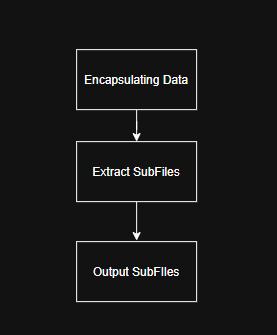 Encapsulating Data
Extract SubFiles
Output SubFIles